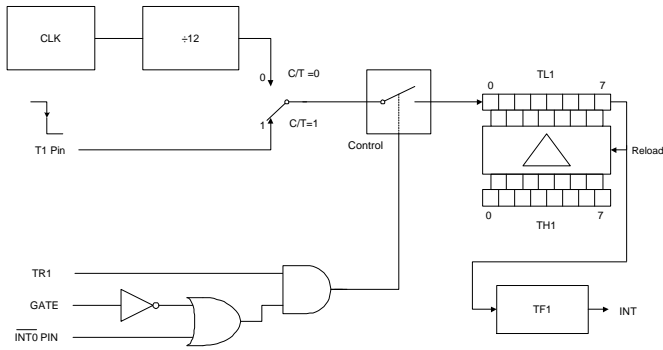 CLK
÷12
0
C/T =0
1
C/T=1
T1 Pin
Control
TL1
0 7
Reload
0 7
TH1
TR1
GATE
INT0 PIN
TF1
INT